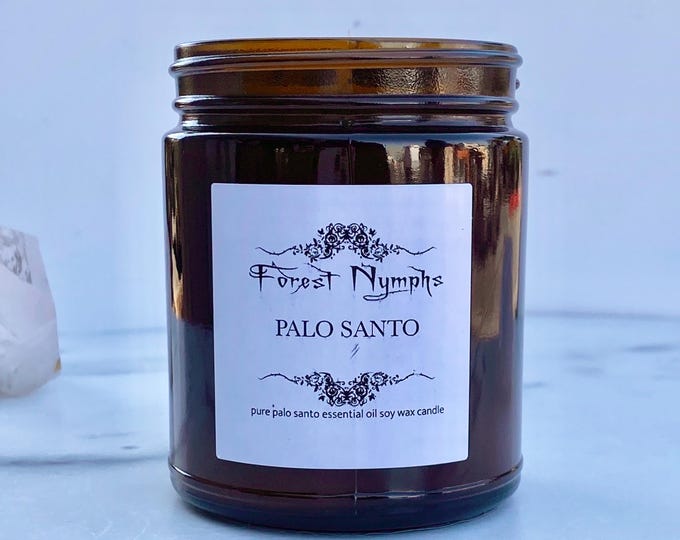 Forest Nymphs
PALO SANTO
pure palo santo essential oil soy wax candle